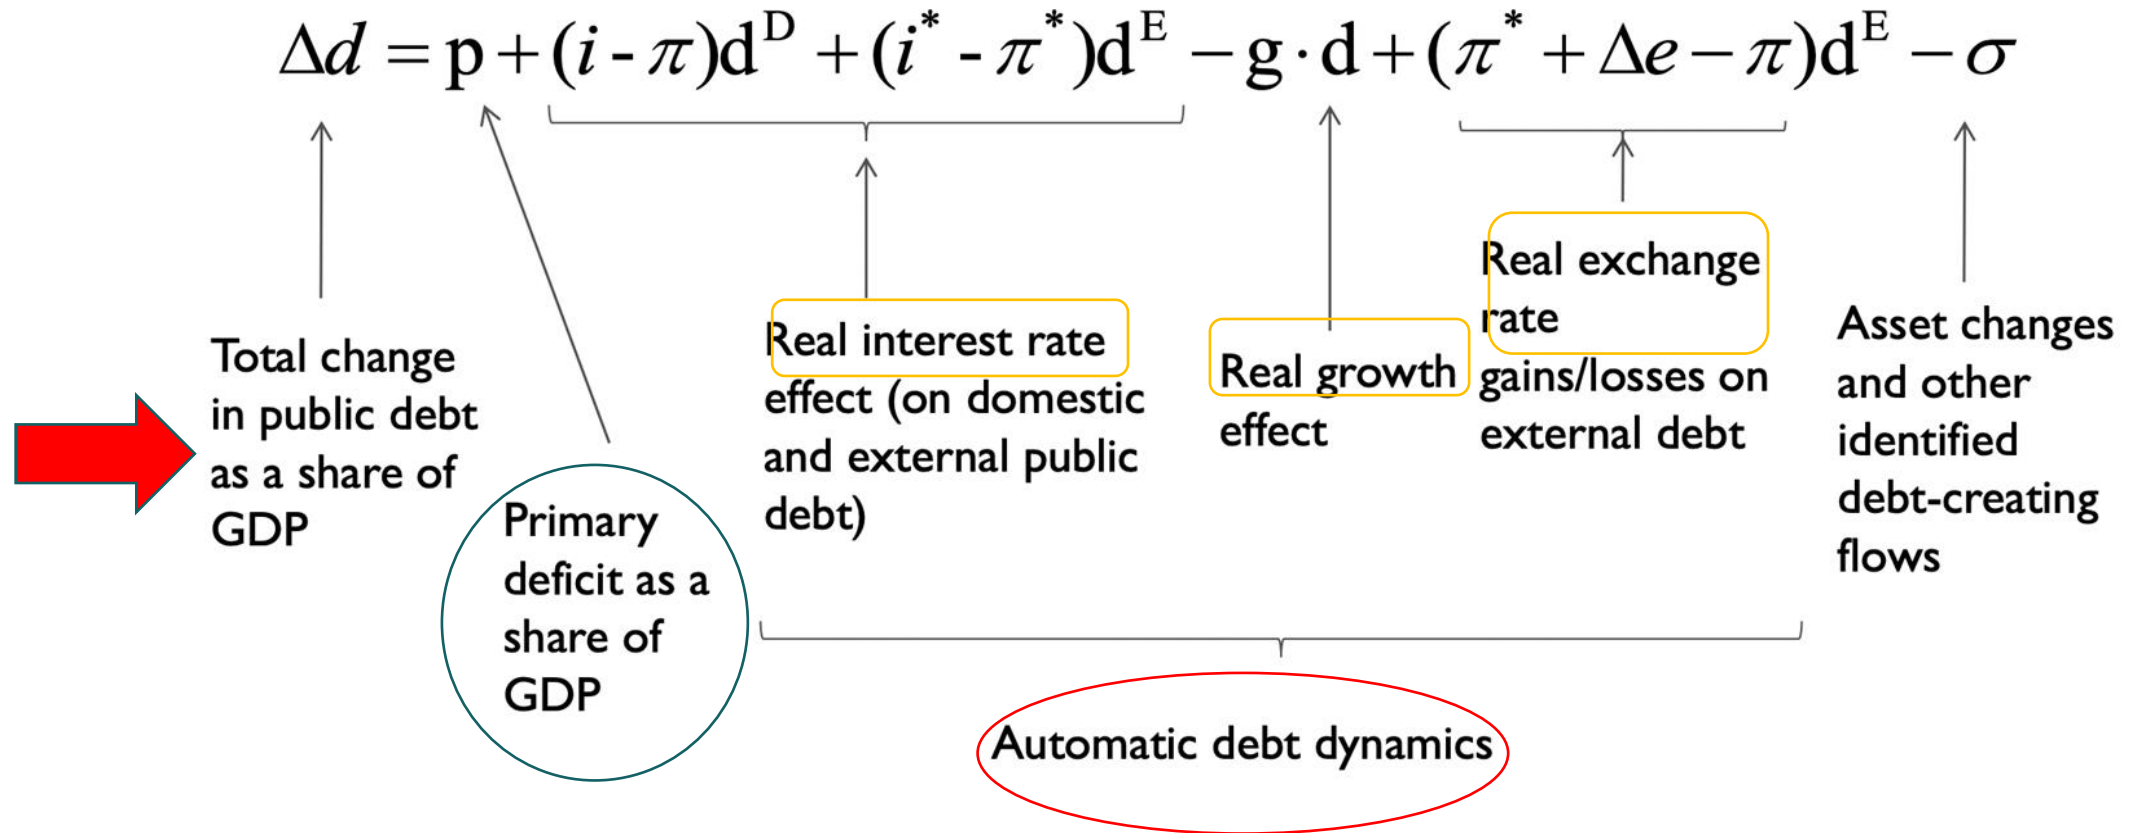 Δd = p + (i - π)d^D + (i^* - π^*)d^E − g · d + (π^* + Δe − π)d^E − σ
Total change
in public debt
as a share of
GDP
Primary
deficit as a
share of
GDP
Real interest rate
effect (on domestic
and external public
debt)
Real growth
effect
Real exchange
rate
gains/losses on
external debt
Asset changes
and other
identified
debt-creating
flows
Automatic debt dynamics